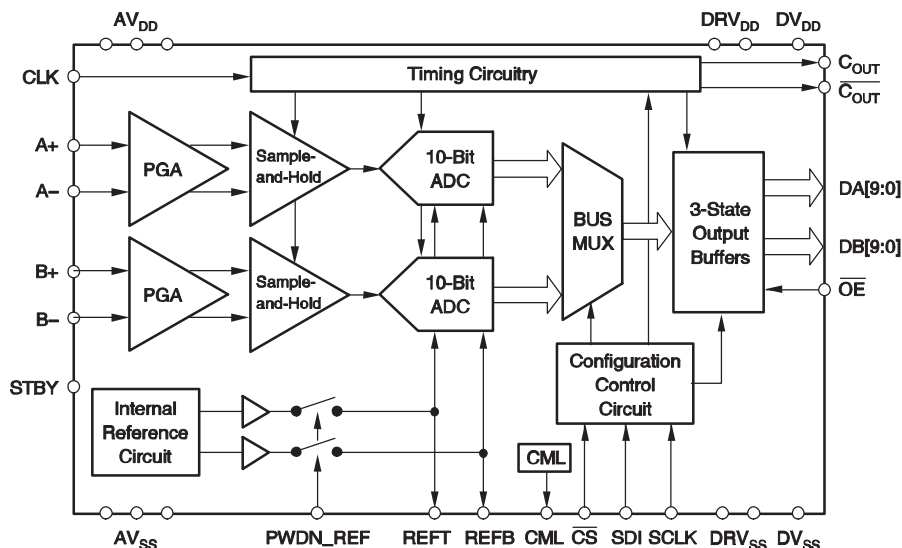 AVDD DRVDD DVDD
CLK Timing Circuitry COUT
COUT
A+ PGA Sample-and-Hold 10-Bit ADC
A−
BUS MUX
3-State Output Buffers
DA[9:0]
DB[9:0]
B+ PGA Sample-and-Hold 10-Bit ADC
B−
OE
STBY
Internal Reference Circuit
Configuration Control Circuit
CML
AVSS PWDN_REF REFT REFB CML CS SDI SCLK DRVSS DVSS